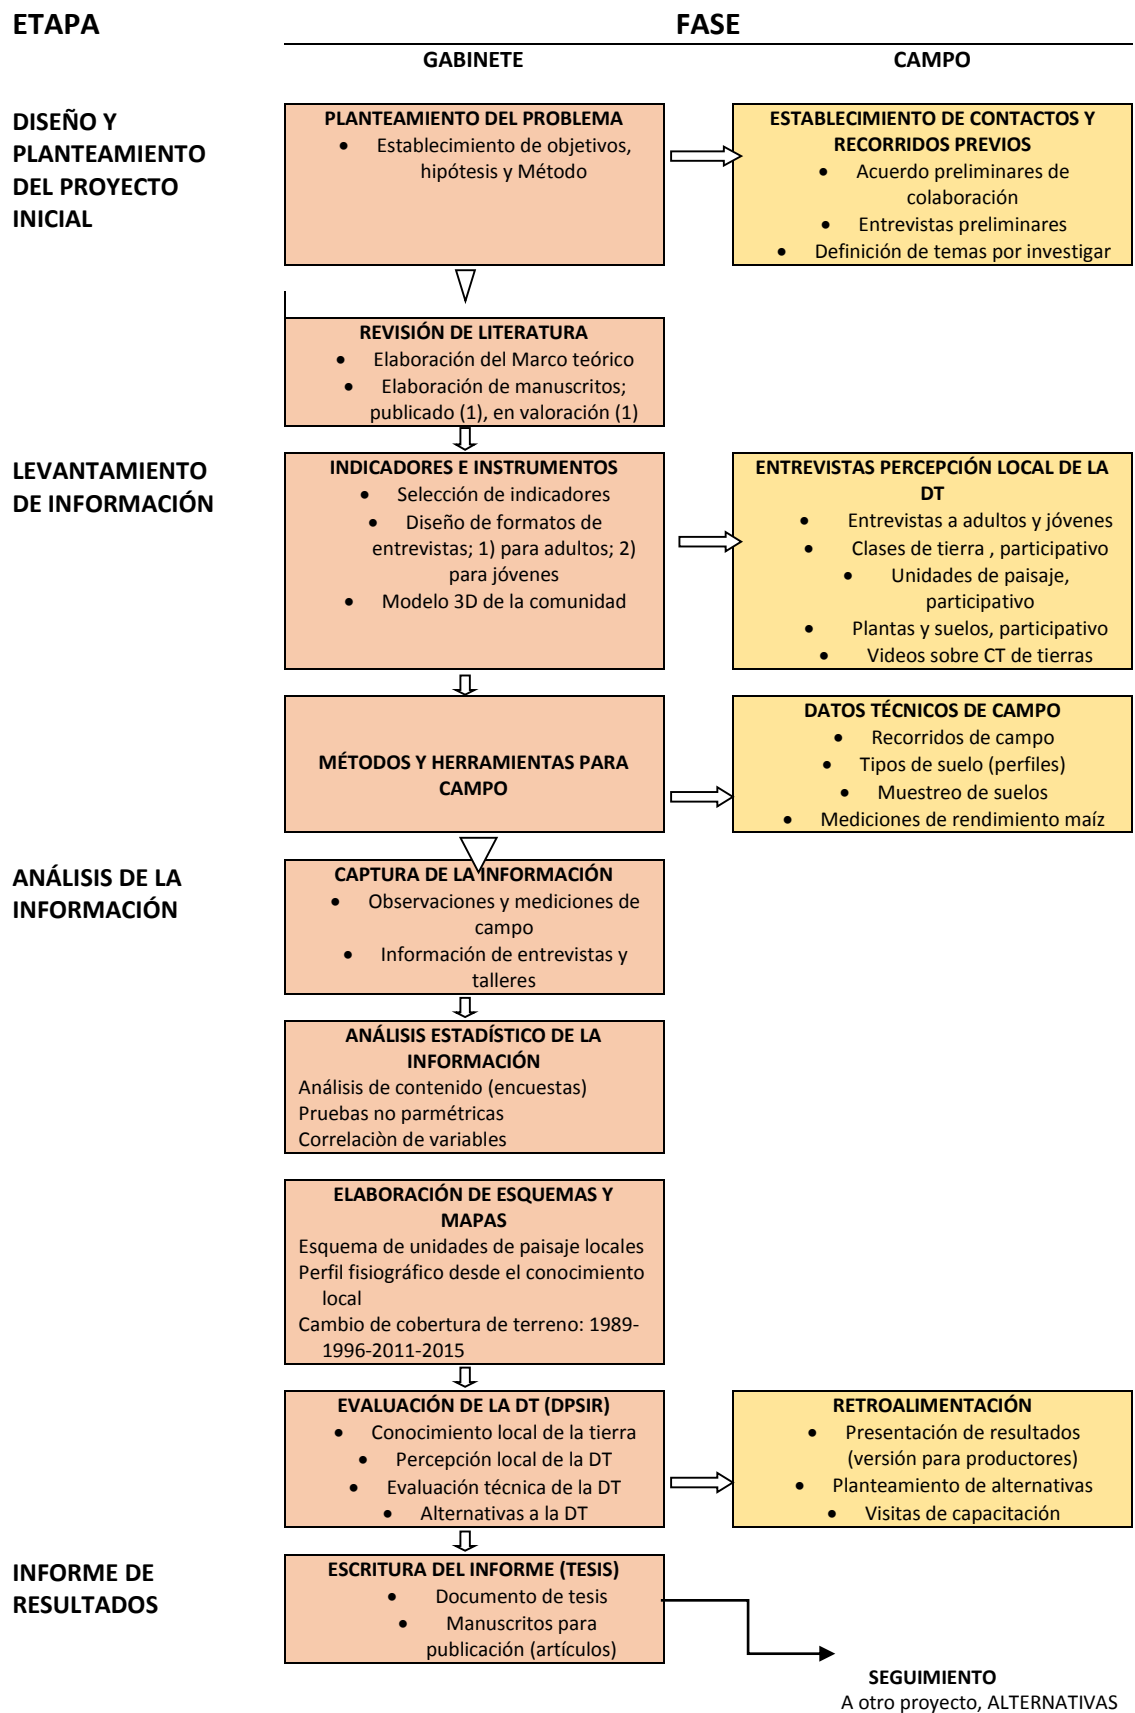 ETAPA
FASE
GABINETE
CAMPO
DISEÑO Y
PLANTEAMIENTO
DEL PROYECTO
INICIAL
PLANTEAMIENTO DEL PROBLEMA
• Establecimiento de objetivos,
hipótesis y Método
ESTABLECIMIENTO DE CONTACTOS Y
RECORRIDOS PREVIOS
• Acuerdo preliminares de
colaboración
• Entrevistas preliminares
• Definición de temas por investigar
REVISIÓN DE LITERATURA
• Elaboración del Marco teórico
• Elaboración de manuscritos;
publicado (1), en valoración (1)
LEVANTAMIENTO
DE INFORMACIÓN
INDICADORES E INSTRUMENTOS
• Selección de indicadores
• Diseño de formatos de
entrevistas; 1) para adultos; 2)
para jóvenes
• Modelo 3D de la comunidad
ENTREVISTAS PERCEPCIÓN LOCAL DE LA
DT
• Entrevistas a adultos y jóvenes
• Clases de tierra , participativo
• Unidades de paisaje,
participativo
• Plantas y suelos, participativo
• Videos sobre CT de tierras
MÉTODOS Y HERRAMIENTAS PARA
CAMPO
DATOS TÉCNICOS DE CAMPO
• Recorridos de campo
• Tipos de suelo (perfiles)
• Muestreo de suelos
• Mediciones de rendimiento maíz
ANÁLISIS DE LA
INFORMACIÓN
CAPTURA DE LA INFORMACIÓN
• Observaciones y mediciones de
campo
• Información de entrevistas y
talleres
ANÁLISIS ESTADÍSTICO DE LA
INFORMACIÓN
Análisis de contenido (encuestas)
Pruebas no parmétricas
Correlaciòn de variables
ELABORACIÓN DE ESQUEMAS Y
MAPAS
Esquema de unidades de paisaje locales
Perfil fisiográfico desde el conocimiento
local
Cambio de cobertura de terreno: 1989-
1996-2011-2015
EVALUACIÓN DE LA DT (DPSIR)
• Conocimiento local de la tierra
• Percepción local de la DT
• Evaluación técnica de la DT
• Alternativas a la DT
RETROALIMENTACIÓN
• Presentación de resultados
(versión para productores)
• Planteamiento de alternativas
• Visitas de capacitación
INFORME DE
RESULTADOS
ESCRITURA DEL INFORME (TESIS)
• Documento de tesis
• Manuscritos para
publicación (artículos)
SEGUIMIENTO
A otro proyecto, ALTERNATIVAS